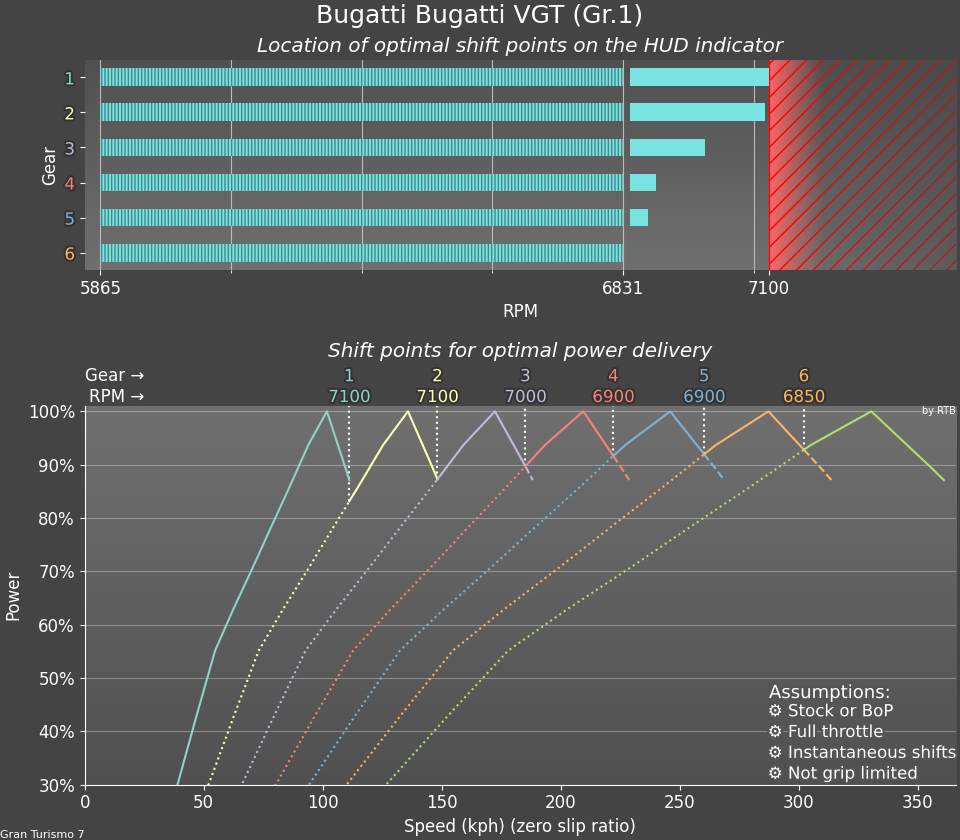 Bugatti Bugatti VGT (Gr.1)
Location of optimal shift points on the HUD indicator
Gear
1
2
3
4
5
6
5865 6831 7100
RPM
Shift points for optimal power delivery
Gear → 1 2 3 4 5 6
RPM → 7100 7100 7000 6900 6900 6850
by RTB
Power
100%
90%
80%
70%
60%
50%
40%
30%
Assumptions:
⚙ Stock or BoP
⚙ Full throttle
⚙ Instantaneous shifts
⚙ Not grip limited
0 50 100 150 200 250 300 350
Speed (kph) (zero slip ratio)
Gran Turismo 7